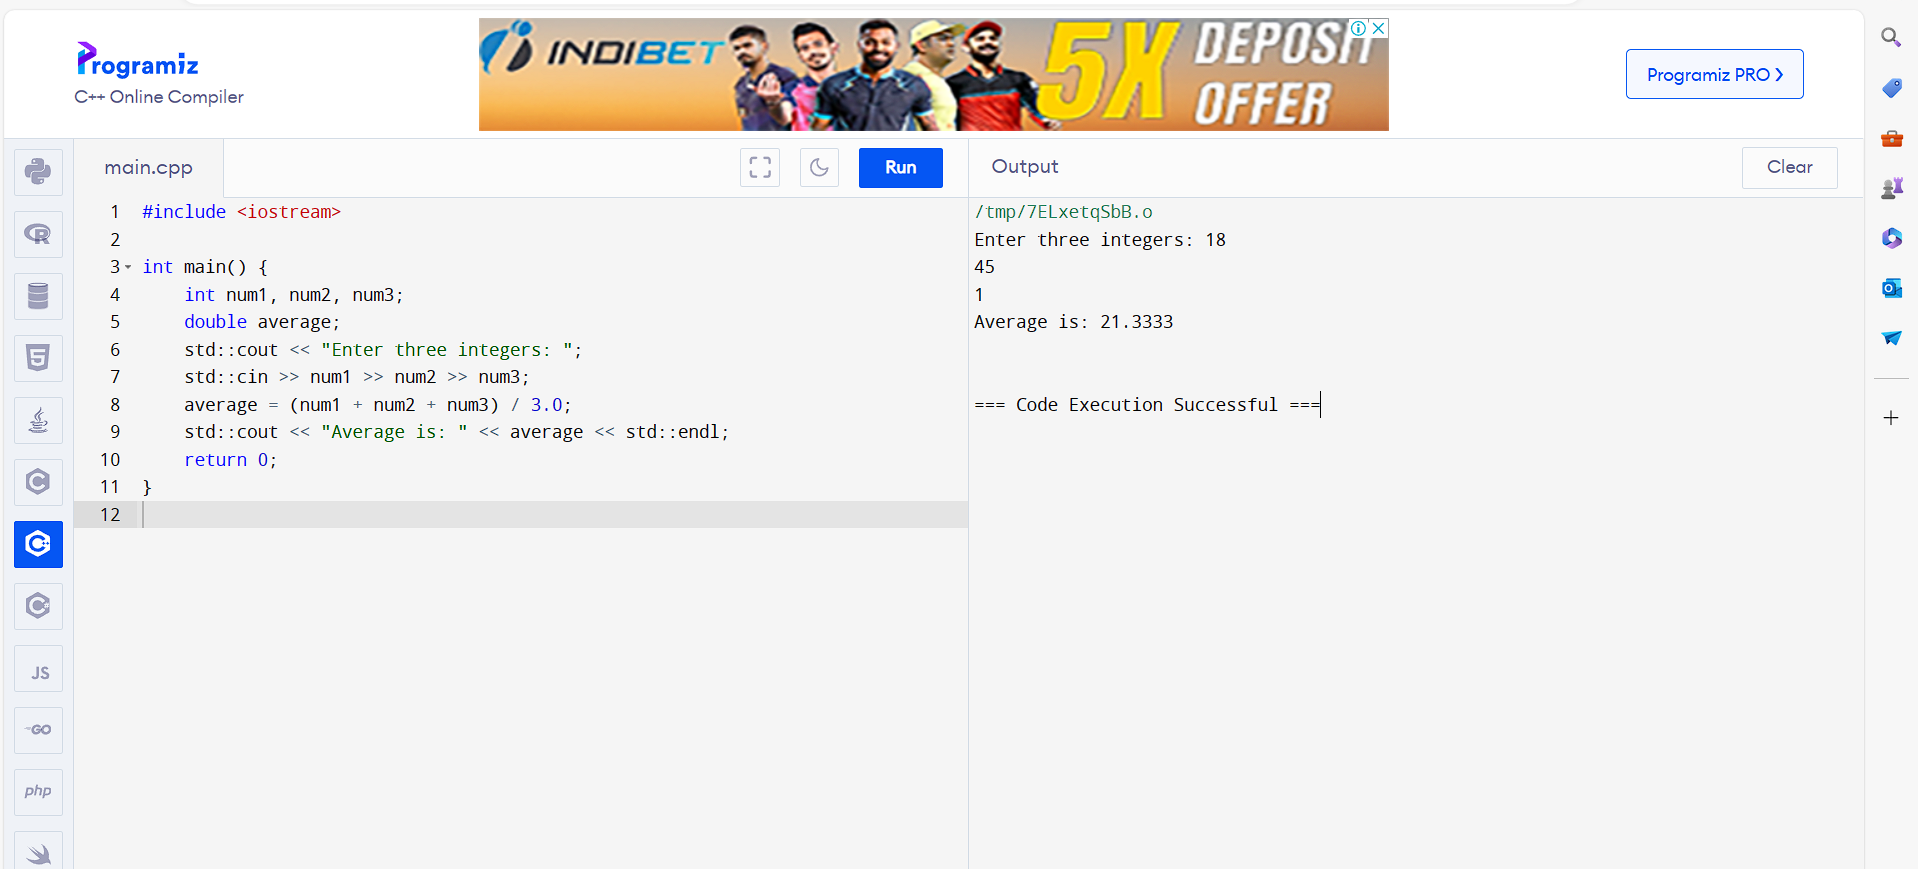 Programiz
C++ Online Compiler
INDIBET
5X
DEPOSIT
OFFER
Programiz PRO
main.cpp
Run
Output
Clear
1 #include <iostream>
2
3 int main() {
4     int num1, num2, num3;
5     double average;
6     std::cout << "Enter three integers: ";
7     std::cin >> num1 >> num2 >> num3;
8     average = (num1 + num2 + num3) / 3.0;
9     std::cout << "Average is: " << average << std::endl;
10     return 0;
11 }
12
/tmp/7ELxetqSbB.o
Enter three integers: 18
45
1
Average is: 21.3333
=== Code Execution Successful ===
R
5
C
C++
C#
JS
GO
php